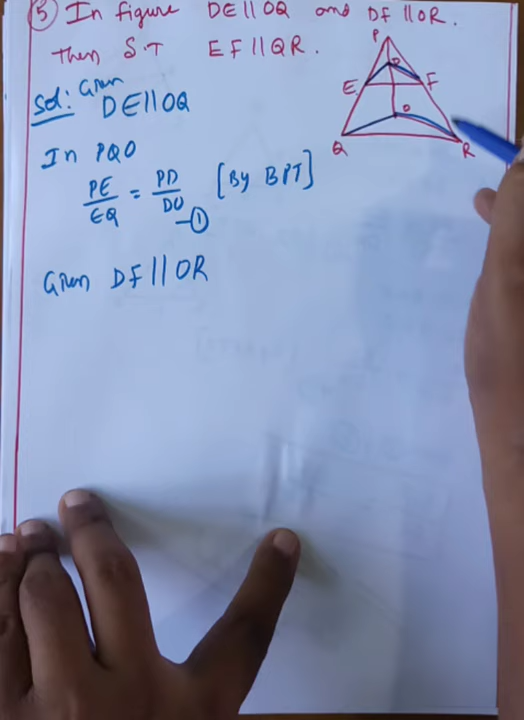 5) In figure DE||OQ and DF||OR.
Then S.T EF||QR.
P
D
E F
O
Q R
Sol: Given
DE||OQ
In PQO
PE/EQ = PD/DO [By BPT]
—①
Given DF||OR